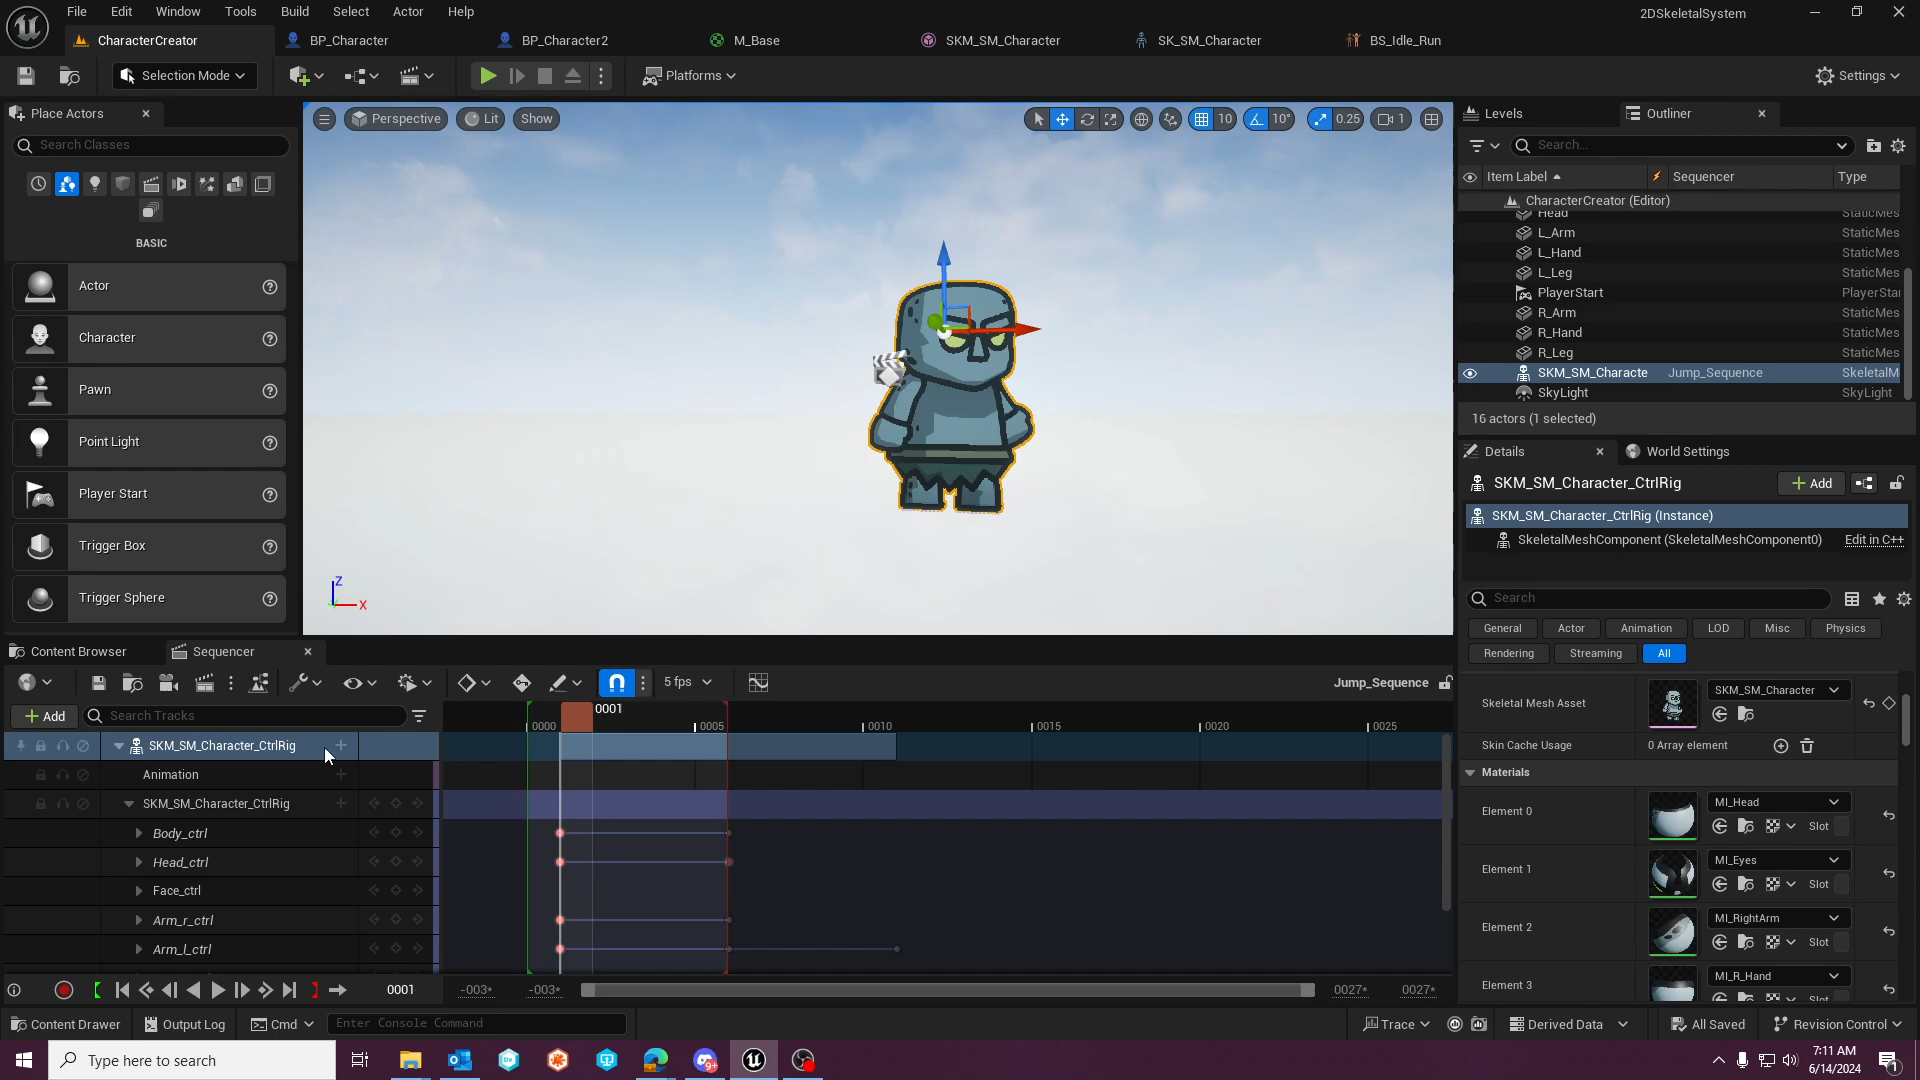 File Edit Window Tools Build Select Actor Help
2DSkeletalSystem
CharacterCreator BP_Character BP_Character2 M_Base SKM_SM_Character SK_SM_Character BS_Idle_Run
Selection Mode Platforms Settings
Place Actors
Search Classes
BASIC
Actor
Character
Pawn
Point Light
Player Start
Trigger Box
Trigger Sphere
Perspective Lit Show
10 10° 0.25 1
Z
X
Levels Outliner
Search...
Item Label Sequencer Type
CharacterCreator (Editor)
Head StaticMes
L_Arm StaticMes
L_Hand StaticMes
L_Leg StaticMes
PlayerStart PlayerStar
R_Arm StaticMes
R_Hand StaticMes
R_Leg StaticMes
SKM_SM_Characte Jump_Sequence SkeletalM
SkyLight SkyLight
16 actors (1 selected)
Details World Settings
SKM_SM_Character_CtrlRig Add
SKM_SM_Character_CtrlRig (Instance)
SkeletalMeshComponent (SkeletalMeshComponent0) Edit in C++
Search
General Actor Animation LOD Misc Physics
Rendering Streaming All
Skeletal Mesh Asset SKM_SM_Character
Skin Cache Usage 0 Array element
Materials
Element 0 MI_Head
Slot
Element 1 MI_Eyes
Slot
Element 2 MI_RightArm
Slot
Element 3 MI_R_Hand
Slot
Content Browser Sequencer
5 fps Jump_Sequence
Add Search Tracks
0001
0000 0005 0010 0015 0020 0025
SKM_SM_Character_CtrlRig
Animation
SKM_SM_Character_CtrlRig
Body_ctrl
Head_ctrl
Face_ctrl
Arm_r_ctrl
Arm_l_ctrl
0001 -003* -003* 0027* 0027*
Content Drawer Output Log Cmd Enter Console Command Trace Derived Data All Saved Revision Control
Type here to search
9+
7:11 AM
6/14/2024
1